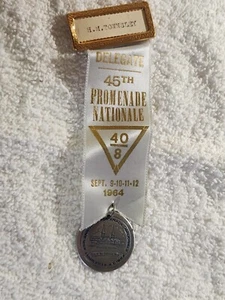 DELEGATE
45TH
PROMENADE
NATIONALE
40
8
SEPT. 9-10-11-12
1964